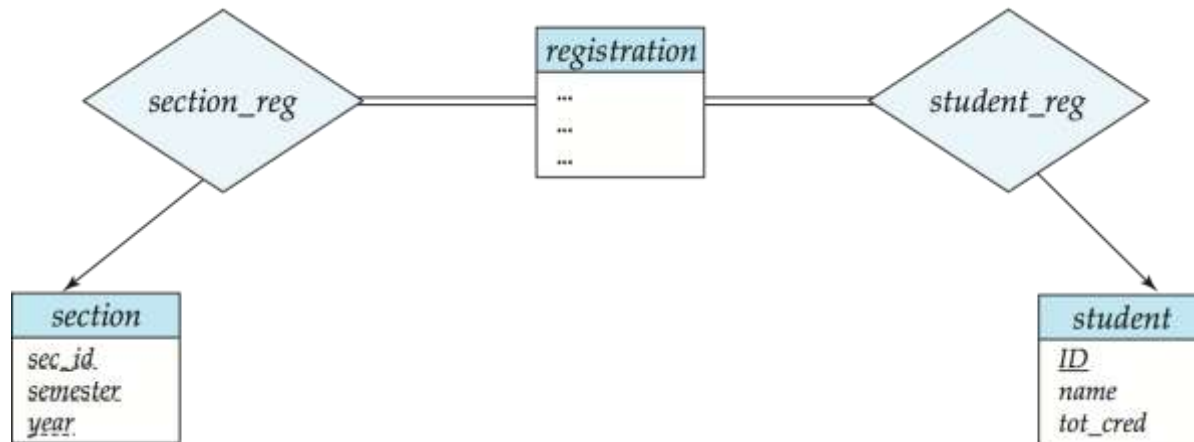 section_reg
registration
...
...
...
student_reg
section
sec_id
semester
year
student
ID
name
tot_cred